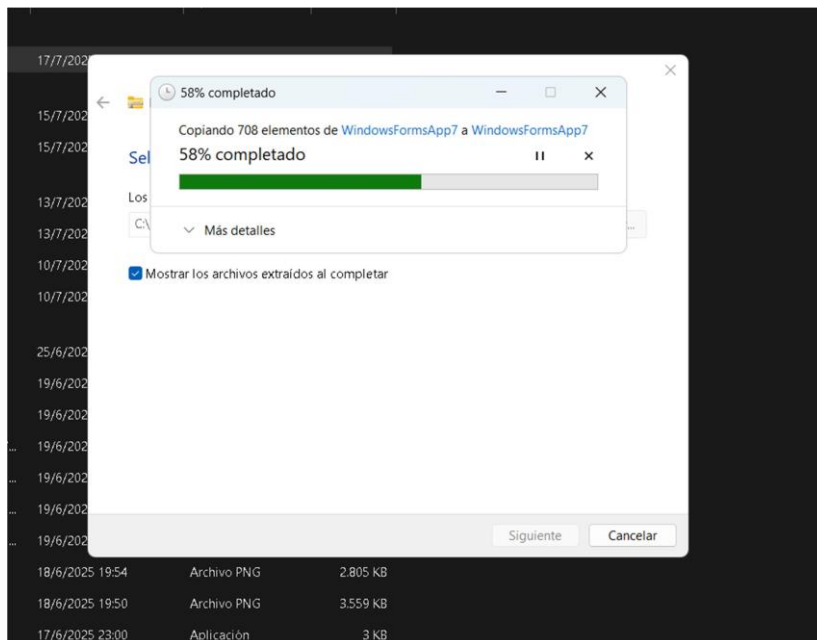 17/7/202
58% completado
15/7/202
Copiando 708 elementos de WindowsFormsApp7 a WindowsFormsApp7
15/7/202
Sel
58% completado
13/7/202
Los
13/7/202
C:\
...
Más detalles
10/7/202
Mostrar los archivos extraídos al completar
10/7/202
25/6/202
19/6/202
19/6/202
... 19/6/202
... 19/6/202
... 19/6/202
... 19/6/202
Siguiente Cancelar
18/6/2025 19:54 Archivo PNG 2.805 KB
18/6/2025 19:50 Archivo PNG 3.559 KB
17/6/2025 23:00 Aplicación 3 KB